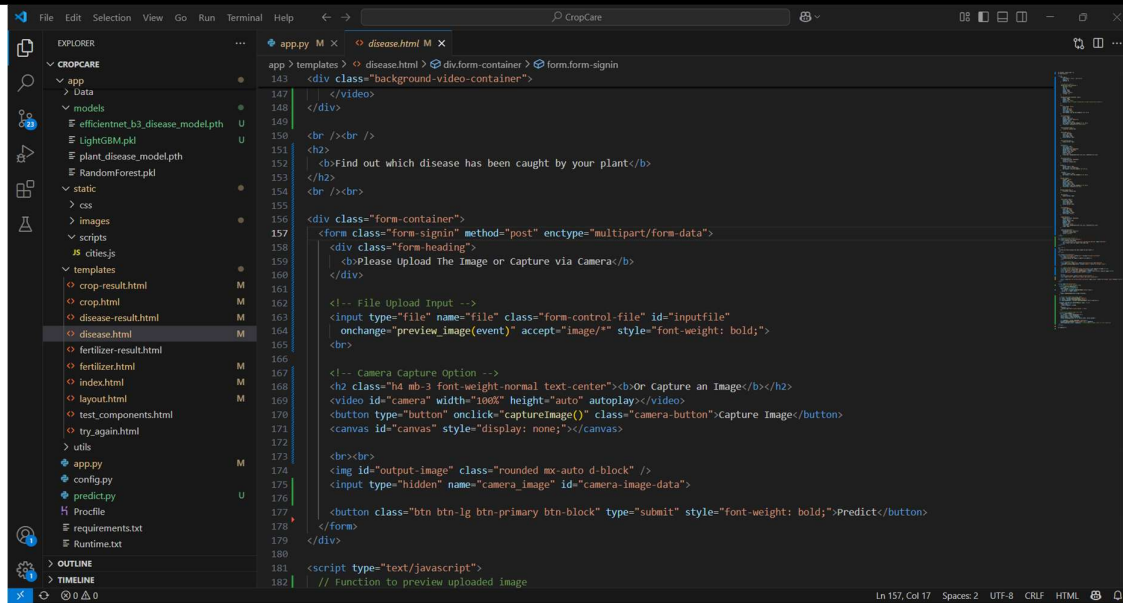 File Edit Selection View Go Run Terminal Help
CropCare
EXPLORER
CROPCARE
app
Data
models
efficientnet_b3_disease_model.pth U
LightGBM.pkl U
plant_disease_model.pth
RandomForest.pkl
static
css
images
scripts
JS cities.js
templates
crop-result.html M
crop.html M
disease-result.html M
disease.html M
fertilizer-result.html
fertilizer.html M
index.html M
layout.html M
test_components.html
try_again.html
utils
app.py M
config.py
predict.py U
Procfile
requirements.txt
Runtime.txt
OUTLINE
TIMELINE
23
1
1
app.py M disease.html M
app > templates > disease.html > div.form-container > form.form-signin
143 <div class="background-video-container">
147 </video>
148 </div>
149
150 <br /><br />
151 <h2>
152 <b>Find out which disease has been caught by your plant</b>
153 </h2>
154 <br /><br>
155
156 <div class="form-container">
157 <form class="form-signin" method="post" enctype="multipart/form-data">
158 <div class="form-heading">
159 <b>Please Upload The Image or Capture via Camera</b>
160 </div>
161
162 <!-- File Upload Input -->
163 <input type="file" name="file" class="form-control-file" id="inputfile"
164 onchange="preview_image(event)" accept="image/*" style="font-weight: bold;">
165 <br>
166
167 <!-- Camera Capture Option -->
168 <h2 class="h4 mb-3 font-weight-normal text-center"><b>Or Capture an Image</b></h2>
169 <video id="camera" width="100%" height="auto" autoplay></video>
170 <button type="button" onclick="captureImage()" class="camera-button">Capture Image</button>
171 <canvas id="canvas" style="display: none;"></canvas>
172
173 <br><br>
174 <img id="output-image" class="rounded mx-auto d-block" />
175 <input type="hidden" name="camera_image" id="camera-image-data">
176
177 <button class="btn btn-lg btn-primary btn-block" type="submit" style="font-weight: bold;">Predict</button>
178 </form>
179 </div>
180
181 <script type="text/javascript">
182 // Function to preview uploaded image
0 0 0
Ln 157, Col 17 Spaces: 2 UTF-8 CRLF HTML